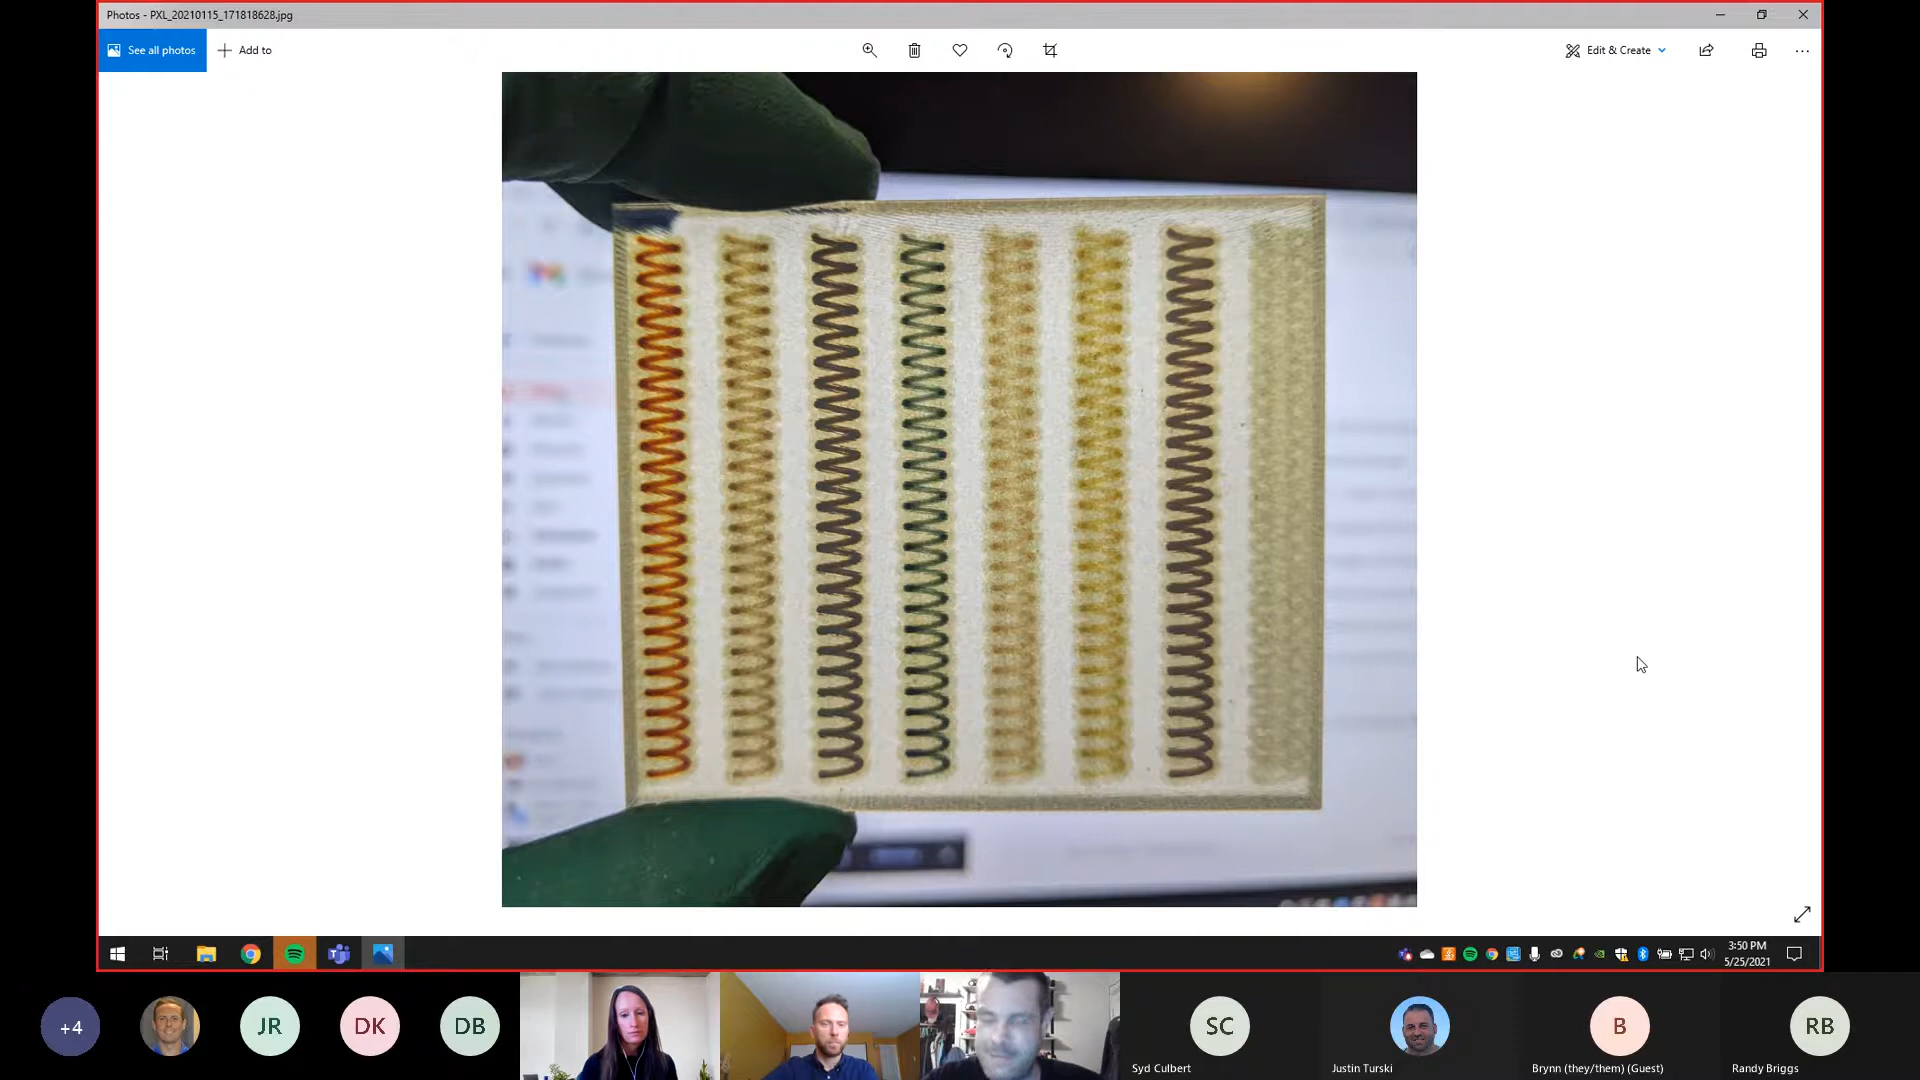 Photos - PXL_20210115_171818628.jpg
See all photos
Add to
Edit & Create
3:50 PM
5/25/2021
+4
JR
DK
DB
SC
B
RB
Syd Culbert
Justin Turski
Brynn (they/them) (Guest)
Randy Briggs